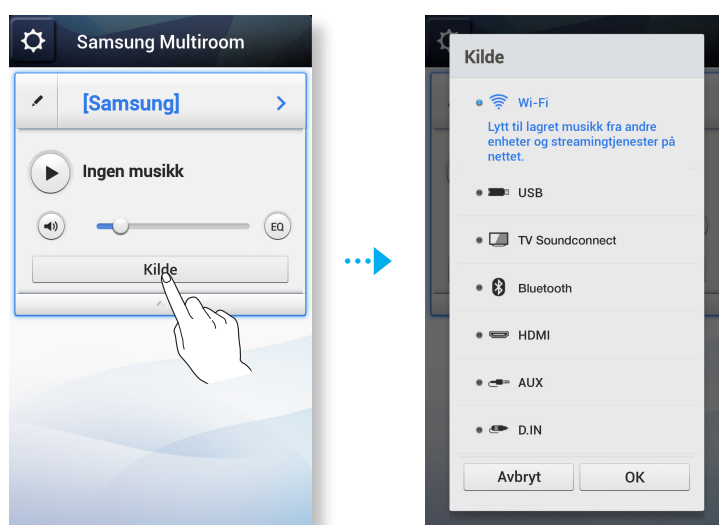 Samsung Multiroom
[Samsung]
Ingen musikk
EQ
Kilde
Kilde
Wi-Fi
Lytt til lagret musikk fra andre
enheter og streamingtjenester på
nettet.
USB
TV Soundconnect
Bluetooth
HDMI
AUX
D.IN
Avbryt OK